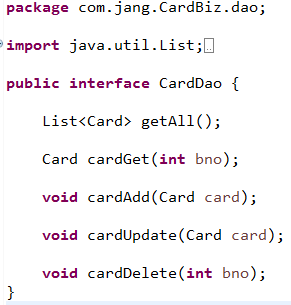 package com.jang.CardBiz.dao;
import java.util.List;
public interface CardDao {
List<Card> getAll();
Card cardGet(int bno);
void cardAdd(Card card);
void cardUpdate(Card card);
void cardDelete(int bno);
}